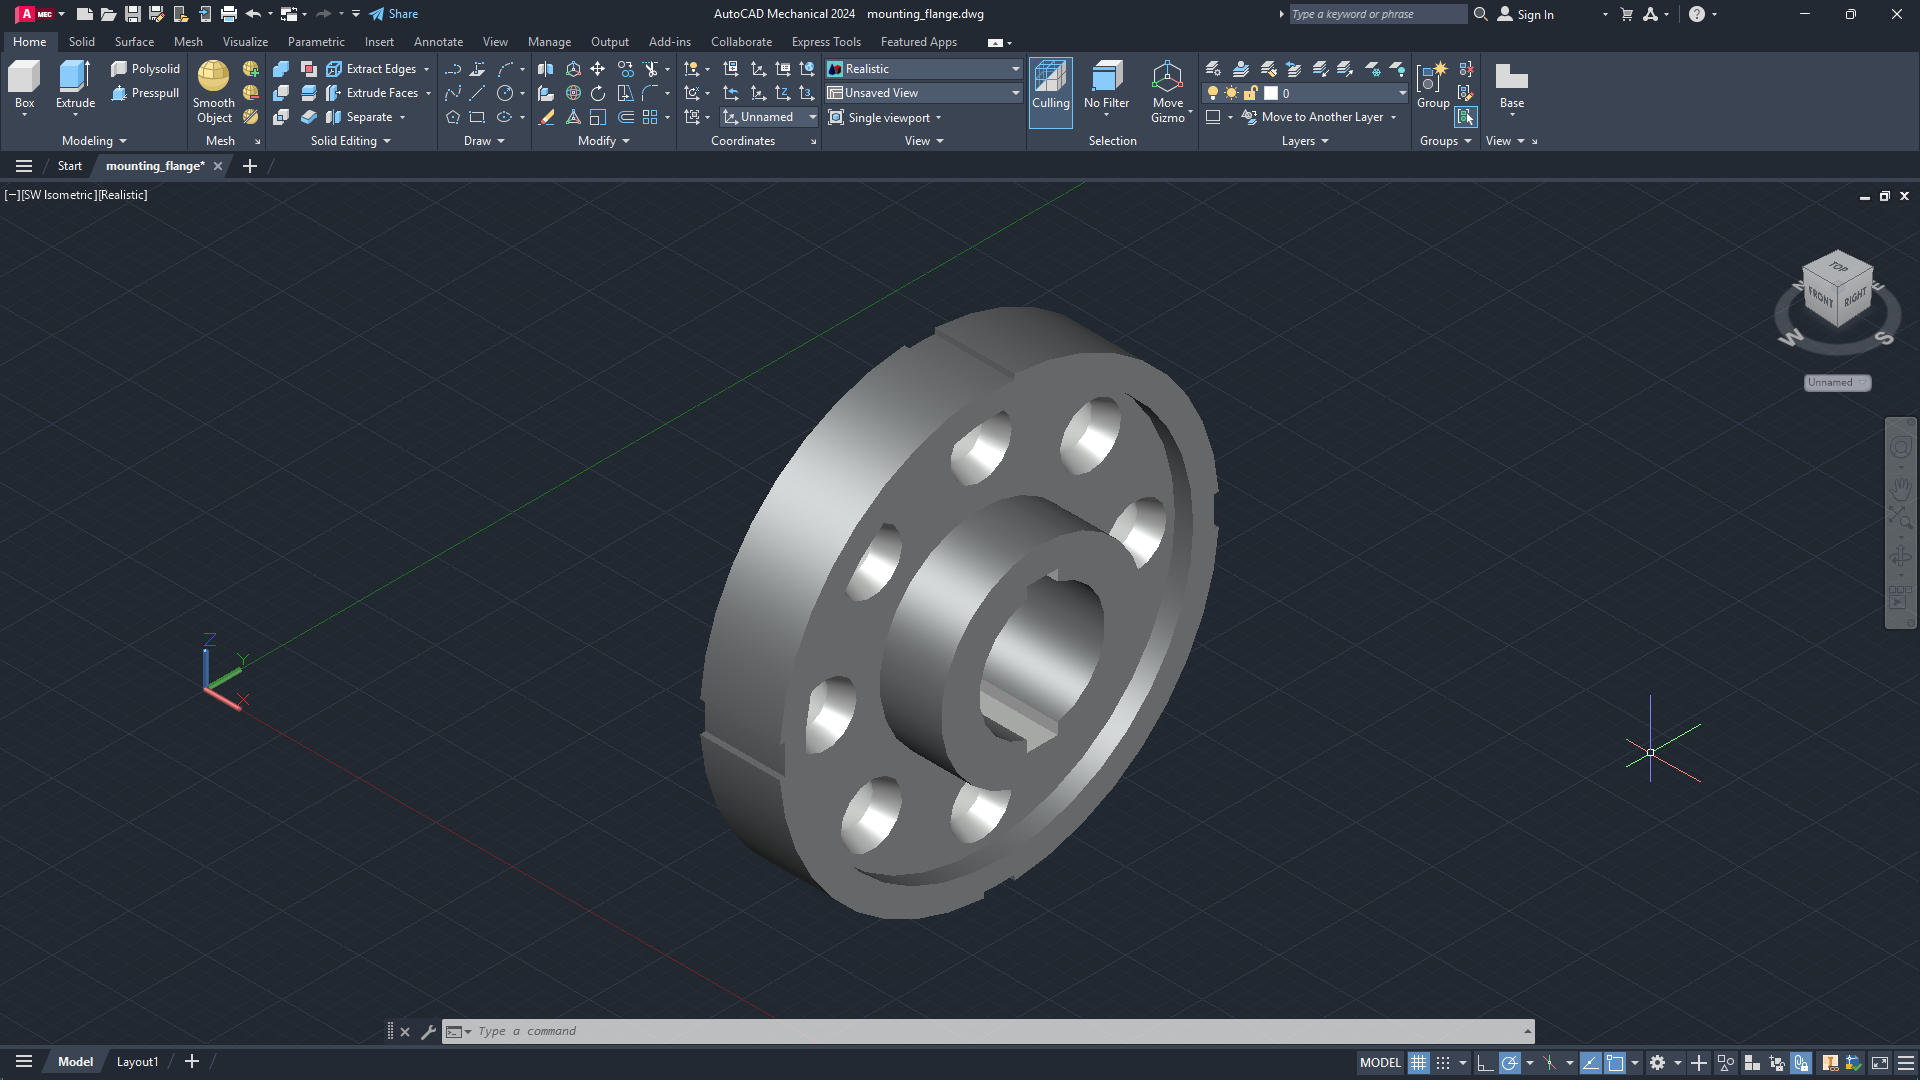 A MEC Share AutoCAD Mechanical 2024 mounting_flange.dwg Type a keyword or phrase Sign In
Home Solid Surface Mesh Visualize Parametric Insert Annotate View Manage Output Add-ins Collaborate Express Tools Featured Apps
Polysolid Extract Edges Realistic
Presspull Extrude Faces Unsaved View 0
Box Extrude Smooth Object Culling No Filter Move Gizmo Group Base
Separate Unnamed Single viewport Move to Another Layer
Modeling Mesh Solid Editing Draw Modify Coordinates View Selection Layers Groups View
Start mounting_flange*
[−][SW Isometric][Realistic]
TOP
FRONT RIGHT
N E
W S
Unnamed
Z
Y
X
Type a command
Model Layout1 MODEL